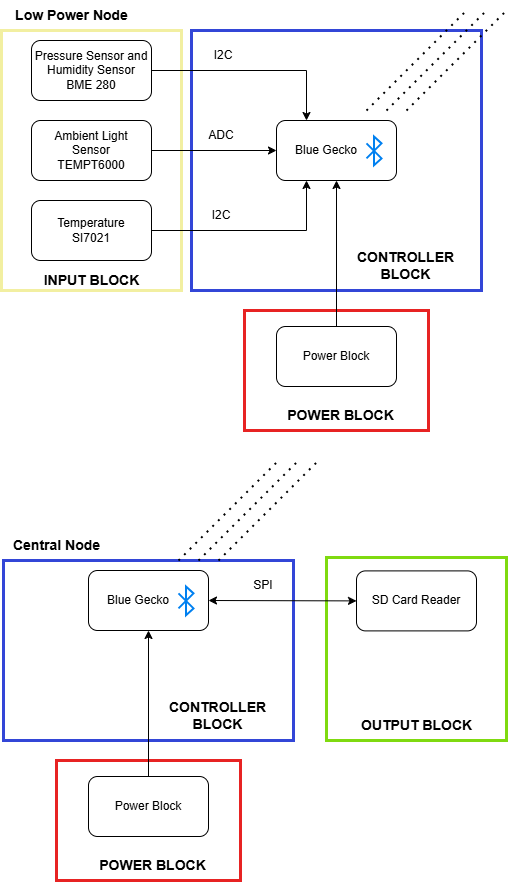 Low Power Node
Pressure Sensor and
Humidity Sensor
BME 280
I2C
Ambient Light
Sensor
TEMPT6000
ADC
Blue Gecko
Temperature
SI7021
I2C
INPUT BLOCK
CONTROLLER
BLOCK
Power Block
POWER BLOCK
Central Node
Blue Gecko
SPI
SD Card Reader
CONTROLLER
BLOCK
OUTPUT BLOCK
Power Block
POWER BLOCK